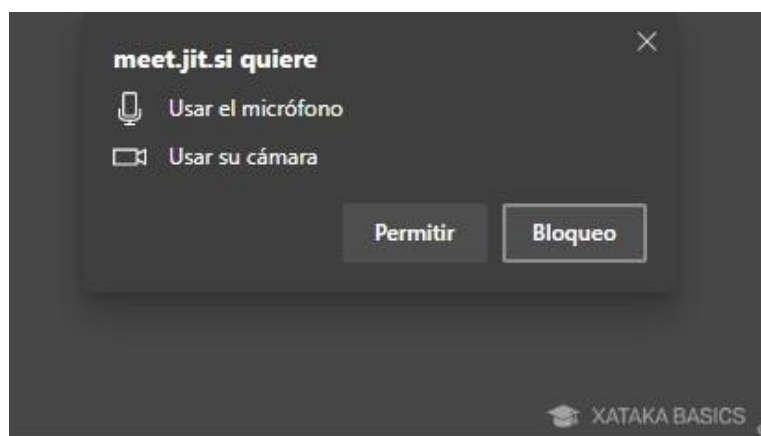 meet.jit.si quiere
Usar el micrófono
Usar su cámara
Permitir Bloqueo
XATAKA BASICS